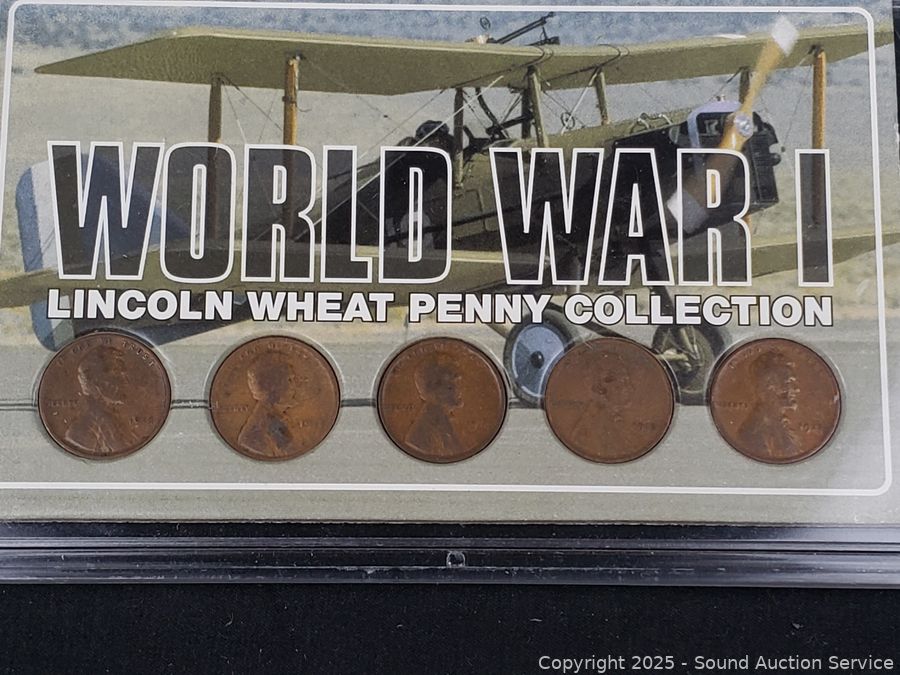 WORLD WAR I
LINCOLN WHEAT PENNY COLLECTION
Copyright © 2025 - Sound Auction Service